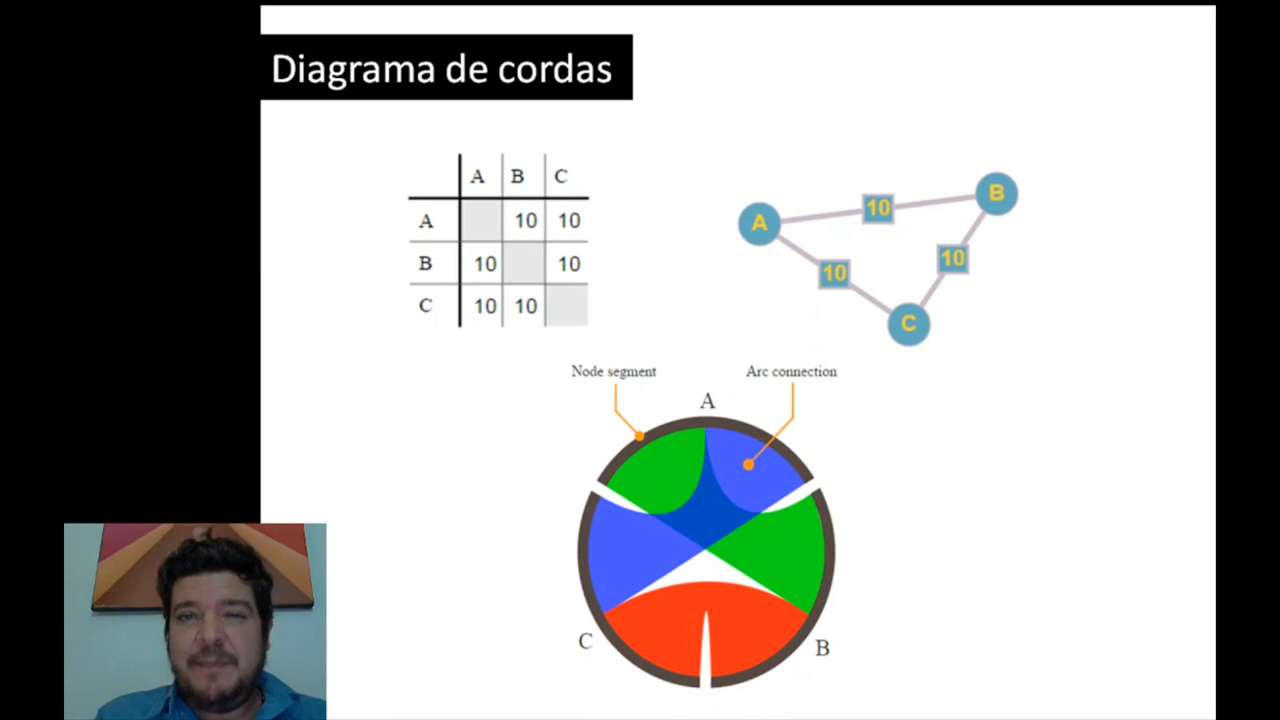 Diagrama de cordas
A B C
A 10 10
B 10 10
C 10 10
A 10 B
10 10
C
Node segment Arc connection
A
C B